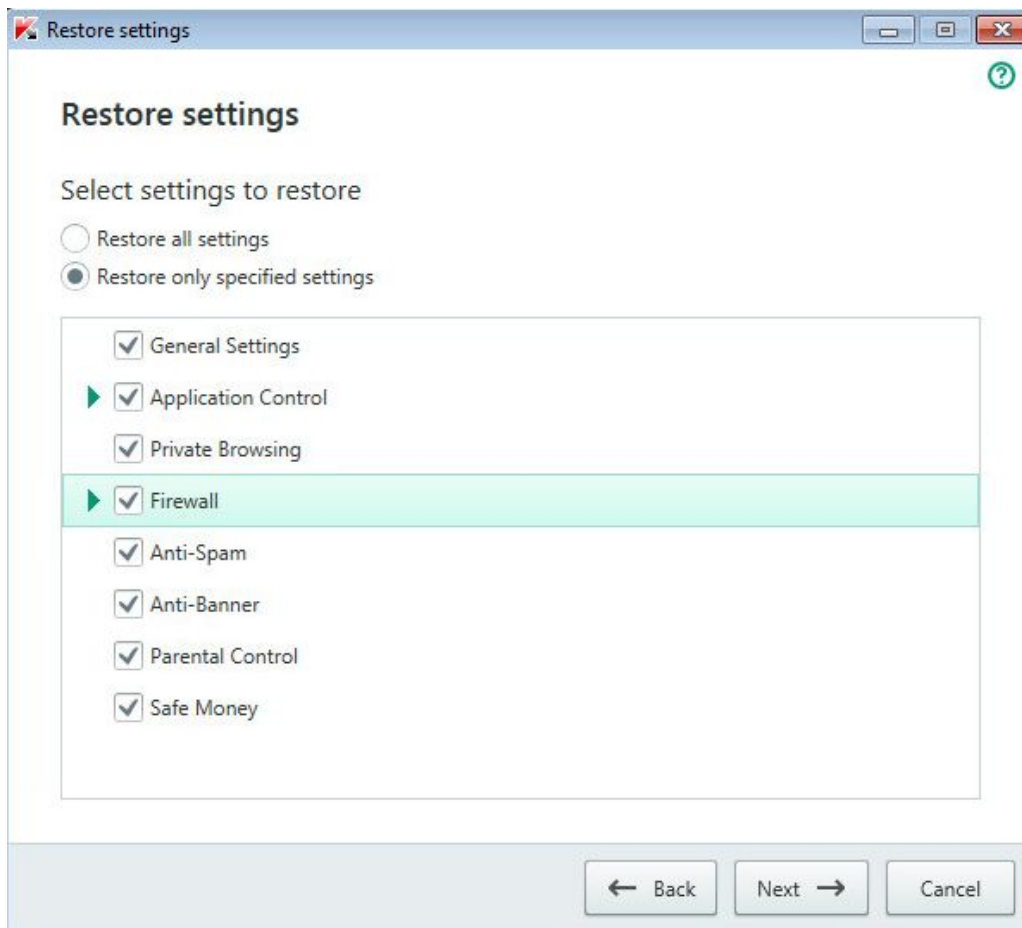 Restore settings
Restore settings
Select settings to restore
Restore all settings
Restore only specified settings
General Settings
Application Control
Private Browsing
Firewall
Anti-Spam
Anti-Banner
Parental Control
Safe Money
Back Next Cancel